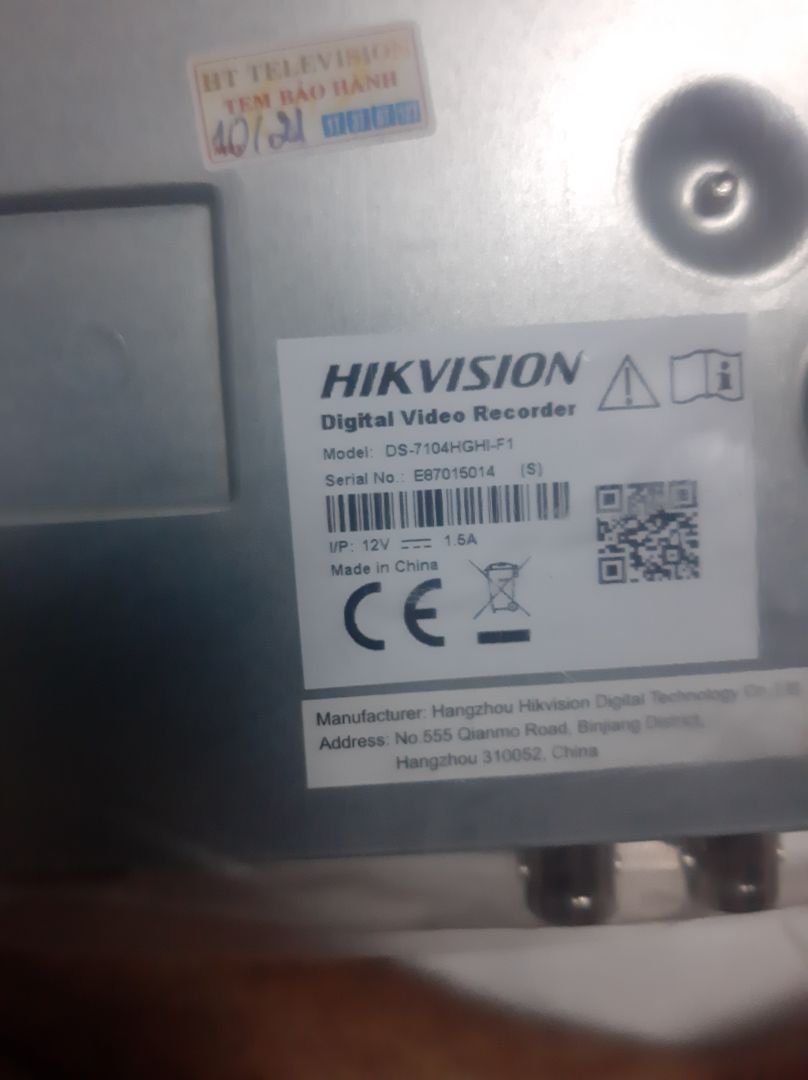 HT TELEVISION
TEM BẢO HÀNH
10/21
HIKVISION
Digital Video Recorder
Model: DS-7104HGHI-F1
Serial No.: E87015014 (S)
I/P: 12V 1.5A
Made in China
CE
Manufacturer: Hangzhou Hikvision Digital Technology Co.
Address: No.555 Qianmo Road, Binjiang District,
Hangzhou 310052, China